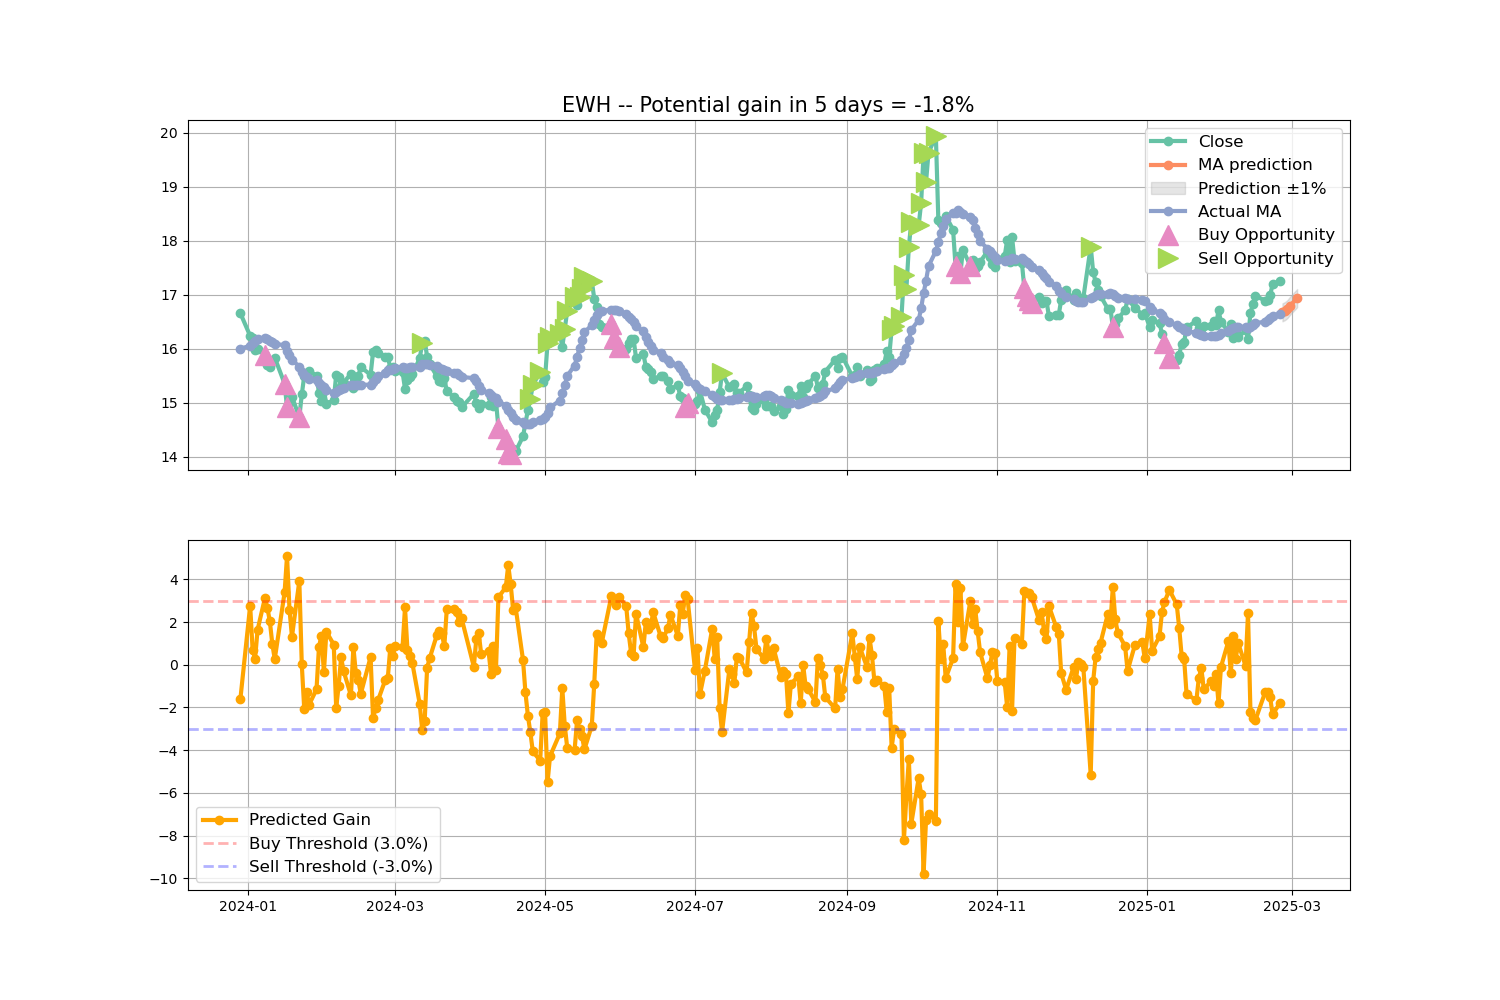 EWH -- Potential gain in 5 days = -1.8%
20
19
18
17
16
15
14
Close
MA prediction
Prediction ±1%
Actual MA
Buy Opportunity
Sell Opportunity
4
2
0
−2
−4
−6
−8
−10
Predicted Gain
Buy Threshold (3.0%)
Sell Threshold (-3.0%)
2024-01 2024-03 2024-05 2024-07 2024-09 2024-11 2025-01 2025-03